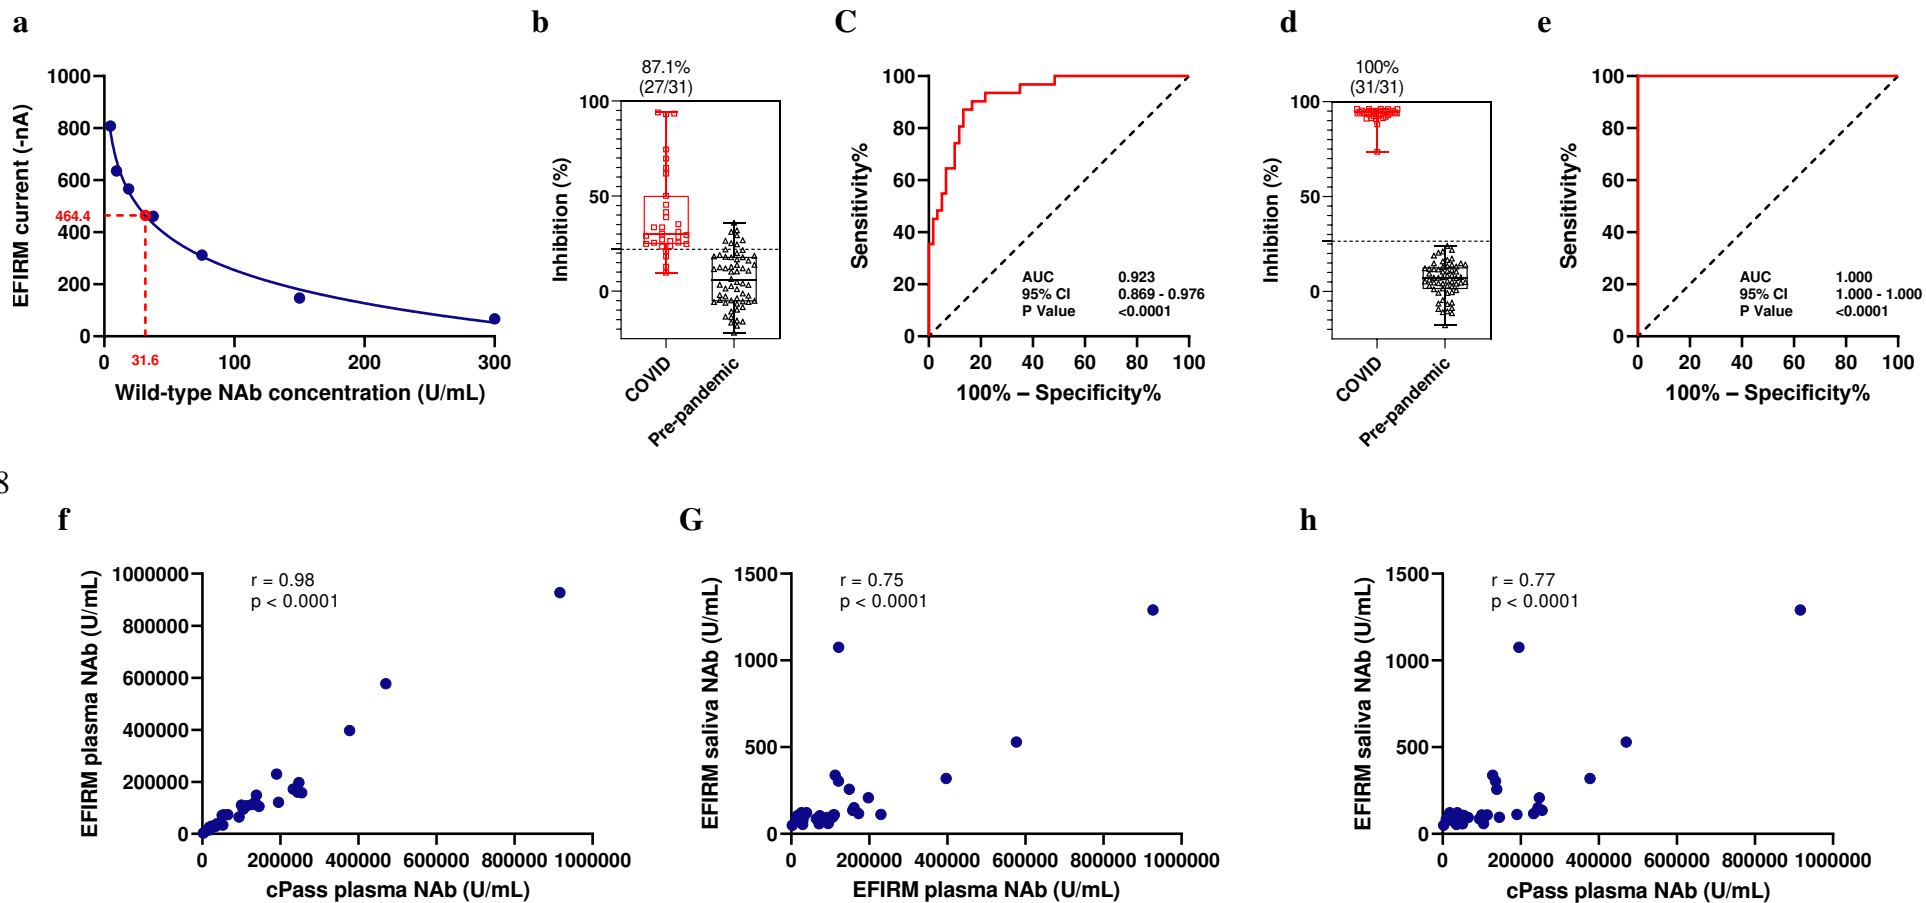 a
1000
800
600
400
200
0
464.4
31.6
0
100
200
300
EFIRM current (-nA)
Wild-type NAb concentration (U/mL)
b
87.1%
(27/31)
100
50
0
Inhibition (%)
COVID
Pre-pandemic
C
100
80
60
40
20
0
Sensitivity%
AUC 0.923
95% CI 0.869 - 0.976
P Value <0.0001
0 20 40 60 80 100
100% – Specificity%
d
100%
(31/31)
100
50
0
Inhibition (%)
COVID
Pre-pandemic
e
100
80
60
40
20
0
Sensitivity%
AUC 1.000
95% CI 1.000 - 1.000
P Value <0.0001
0 20 40 60 80 100
100% – Specificity%
8
f
r = 0.98
p < 0.0001
1000000
800000
600000
400000
200000
0
EFIRM plasma NAb (U/mL)
0 200000 400000 600000 800000 1000000
cPass plasma NAb (U/mL)
G
r = 0.75
p < 0.0001
1500
1000
500
0
EFIRM saliva NAb (U/mL)
0 200000 400000 600000 800000 1000000
EFIRM plasma NAb (U/mL)
h
r = 0.77
p < 0.0001
1500
1000
500
0
EFIRM saliva NAb (U/mL)
0 200000 400000 600000 800000 1000000
cPass plasma NAb (U/mL)